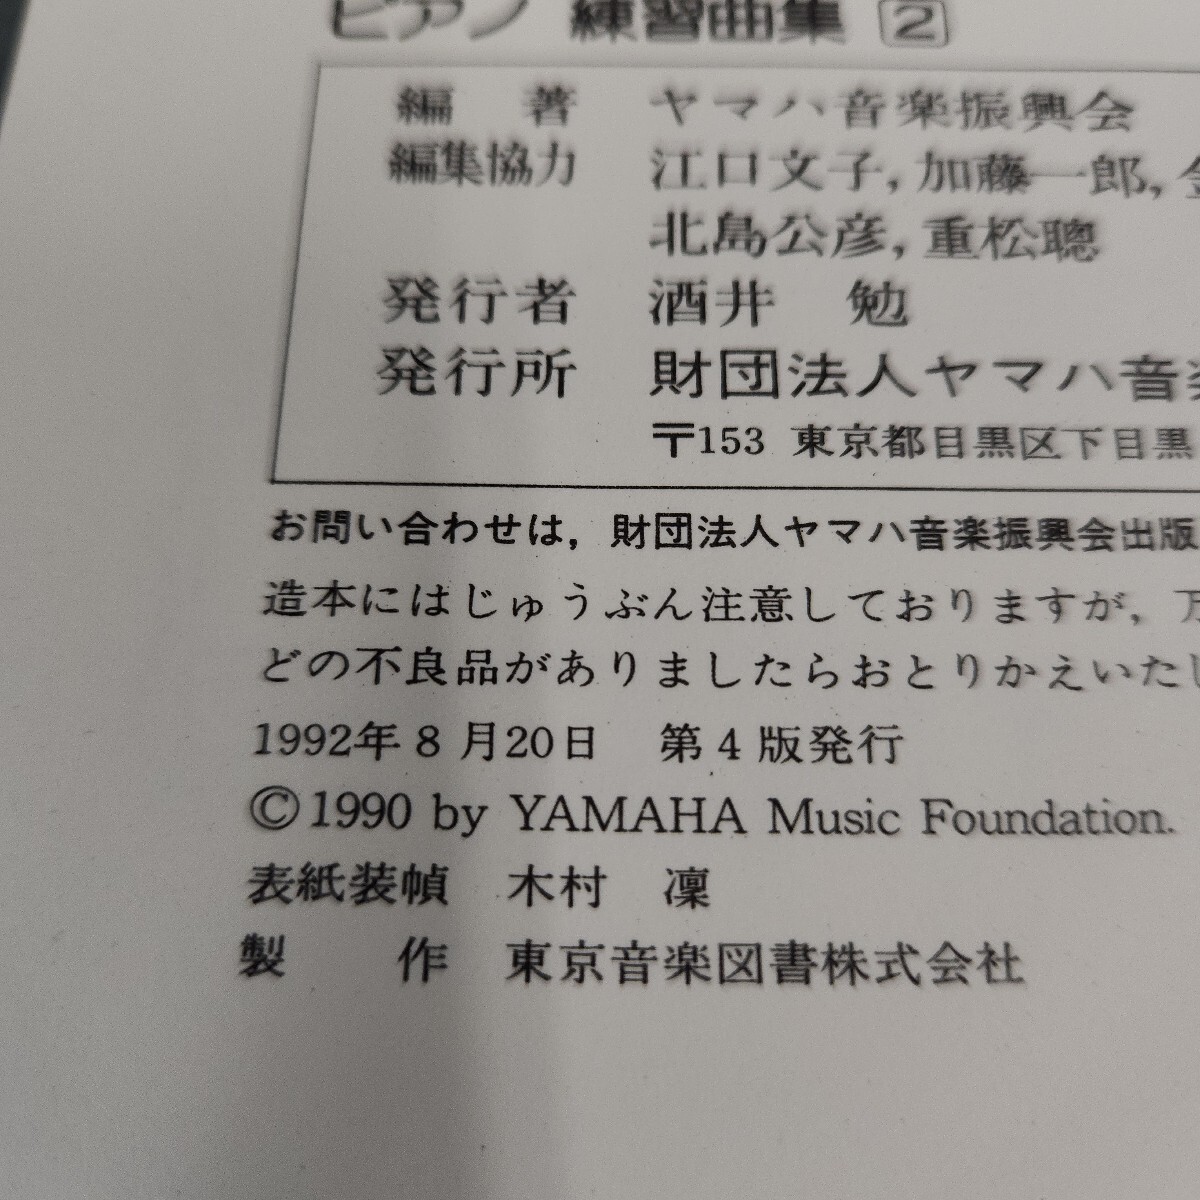 ピアノ 練習曲集 2
編 著 ヤマハ音楽振興会
編集協力 江口文子, 加藤一郎,
北島公彦, 重松聰
発行者 酒井 勉
発行所 財団法人ヤマハ音楽
〒153 東京都目黒区下目黒
お問い合わせは, 財団法人ヤマハ音楽振興会出版
造本にはじゅうぶん注意しておりますが, 万
どの不良品がありましたらおとりかえいたし
1992年8月20日 第4版発行
©1990 by YAMAHA Music Foundation.
表紙装幀 木村 凜
製 作 東京音楽図書株式会社